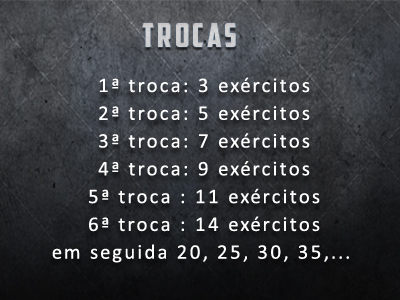 TROCAS
1ª troca: 3 exércitos
2ª troca: 5 exércitos
3ª troca: 7 exércitos
4ª troca: 9 exércitos
5ª troca : 11 exércitos
6ª troca : 14 exércitos
em seguida 20, 25, 30, 35,...